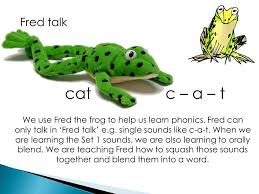 Fred talk
cat c – a – t
We use Fred the frog to help us learn phonics. Fred can
only talk in 'Fred talk' e.g. single sounds like c-a-t. When we
are learning the Set 1 sounds, we are also learning to orally
blend. We are teaching Fred how to squash those sounds
together and blend them into a word.